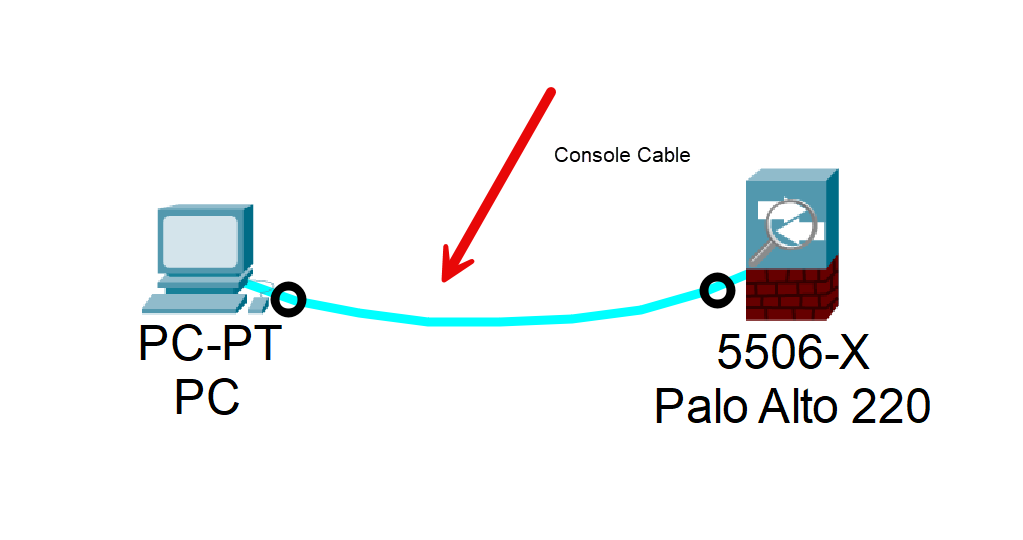 Console Cable
PC-PT
PC
5506-X
Palo Alto 220